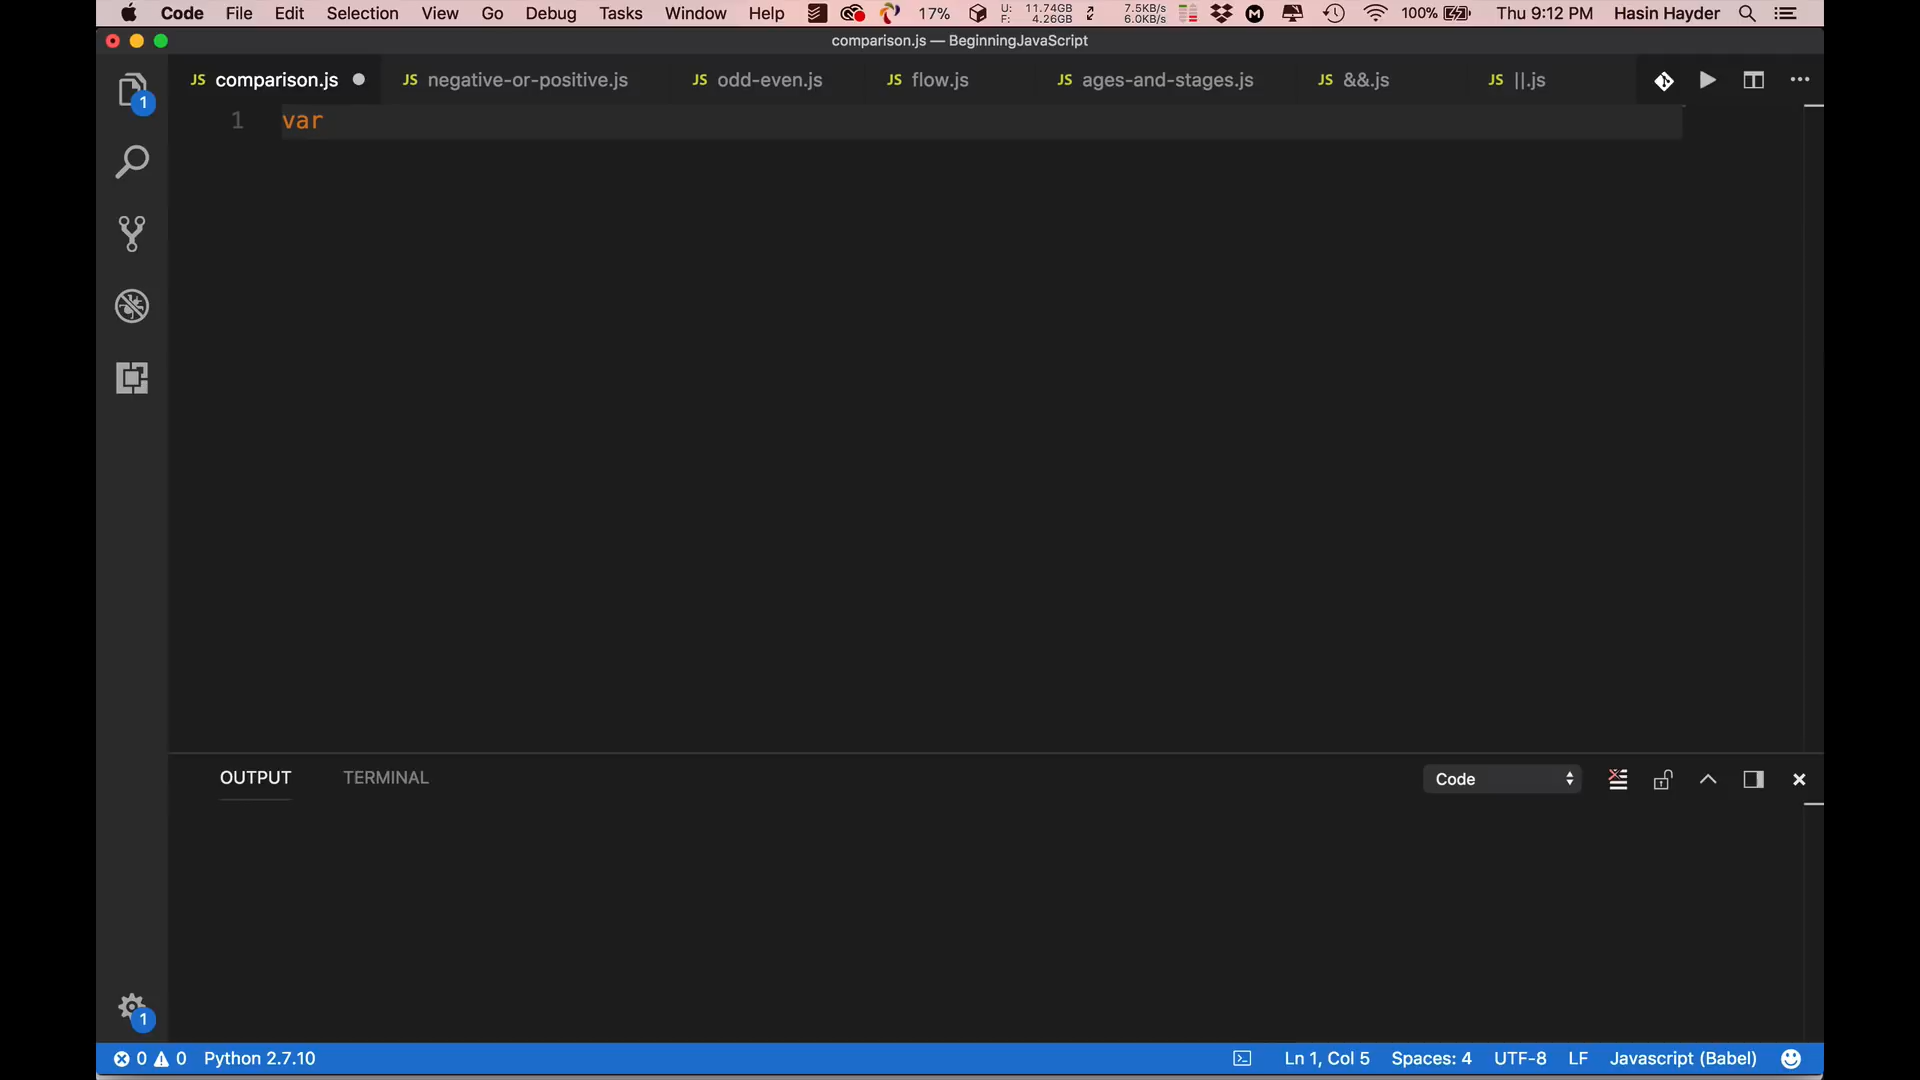 Code File Edit Selection View Go Debug Tasks Window Help 17% U: 11.74GB F: 4.26GB 7.5KB/s 6.0KB/s 100% Thu 9:12 PM Hasin Hayder
comparison.js — BeginningJavaScript
JS comparison.js JS negative-or-positive.js JS odd-even.js JS flow.js JS ages-and-stages.js JS &&.js JS ||.js
1
1 var
OUTPUT TERMINAL Code
1
0 0 Python 2.7.10 Ln 1, Col 5 Spaces: 4 UTF-8 LF Javascript (Babel)